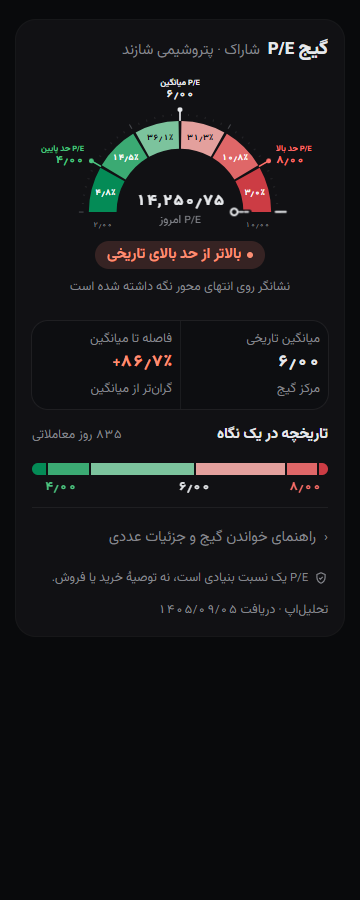 گیج P/E شاراک · پتروشیمی شازند
P/E میانگین
۶٫۰۰
P/E حد بالا
۸٫۰۰
P/E حد پایین
۴٫۰۰
۴٫۸٪
۱۴٫۵٪
۳۶٫۱٪
۳۱٫۳٪
۱۰٫۸٪
۳٫۰٪
۱۴٬۲۵۰٫۷۵
P/E امروز
۲٫۰۰
۱۰٫۰۰
بالاتر از حد بالای تاریخی
نشانگر روی انتهای محور نگه داشته شده است
میانگین تاریخی
۶٫۰۰
مرکز گیج
فاصله تا میانگین
+۸۶٫۷٪
گران‌تر از میانگین
تاریخچه در یک نگاه
۸۳۵ روز معاملاتی
۴٫۰۰
۶٫۰۰
۸٫۰۰
راهنمای خواندن گیج و جزئیات عددی
P/E یک نسبت بنیادی است، نه توصیهٔ خرید یا فروش.
تحلیل‌اپ · دریافت ۱۴۰۵/۰۹/۰۵